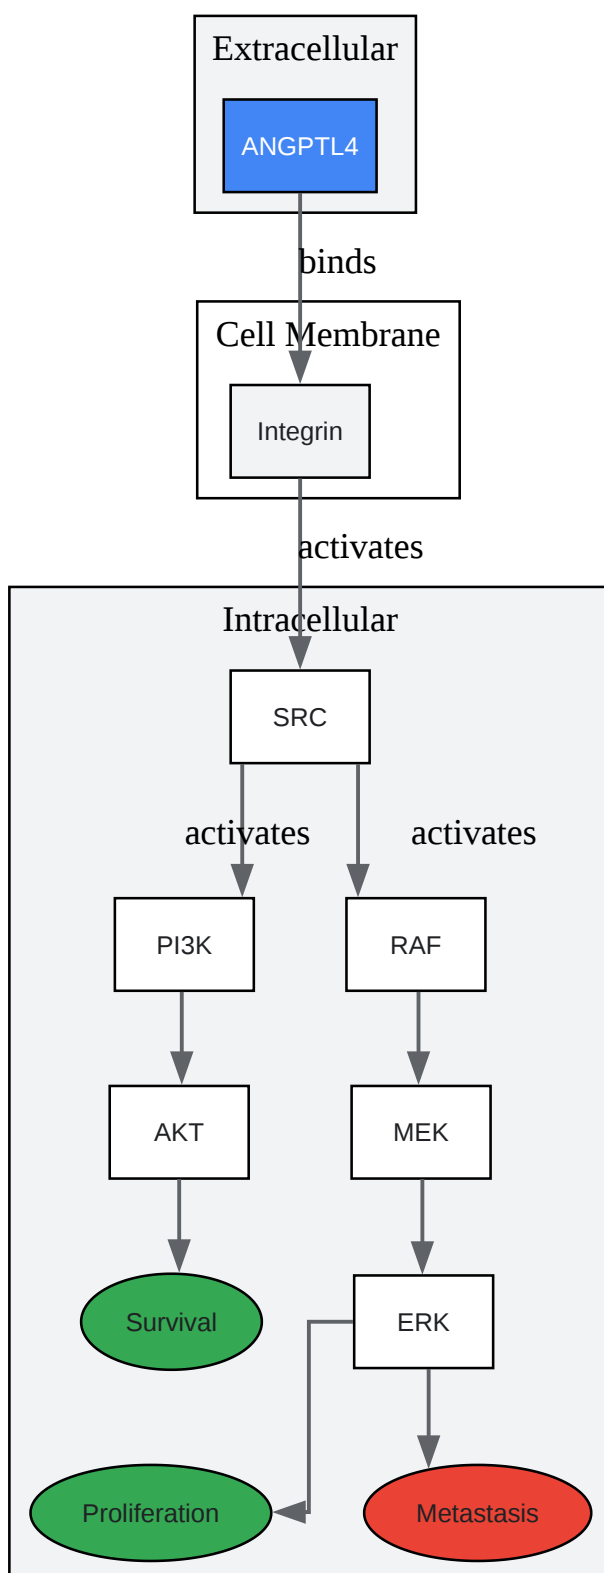 Extracellular
ANGPTL4
binds
Cell Membrane
Integrin
activates
Intracellular
SRC
activates
activates
PI3K
RAF
AKT
MEK
Survival
ERK
Proliferation
Metastasis